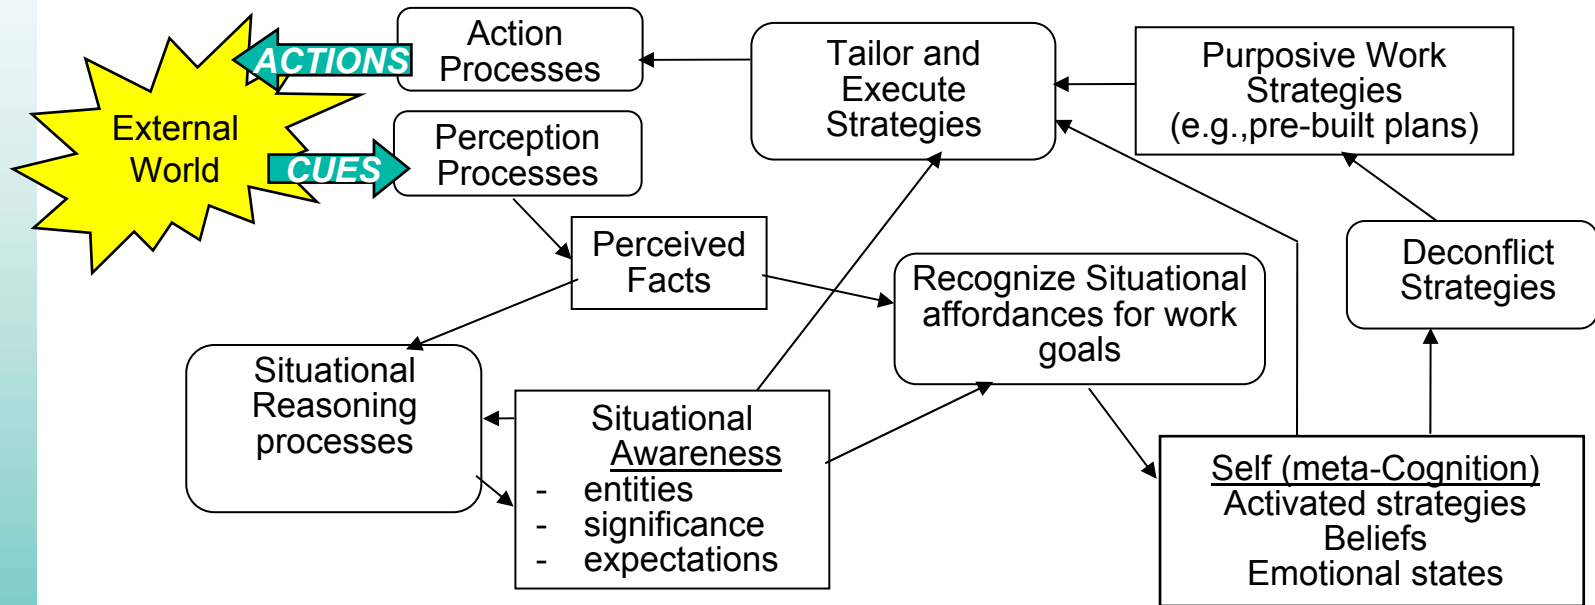 External
World
ACTIONS
CUES
Action
Processes
Perception
Processes
Tailor and
Execute
Strategies
Purposive Work
Strategies
(e.g.,pre-built plans)
Perceived
Facts
Recognize Situational
affordances for work
goals
Deconflict
Strategies
Situational
Reasoning
processes
Situational
Awareness
- entities
- significance
- expectations
Self (meta-Cognition)
Activated strategies
Beliefs
Emotional states